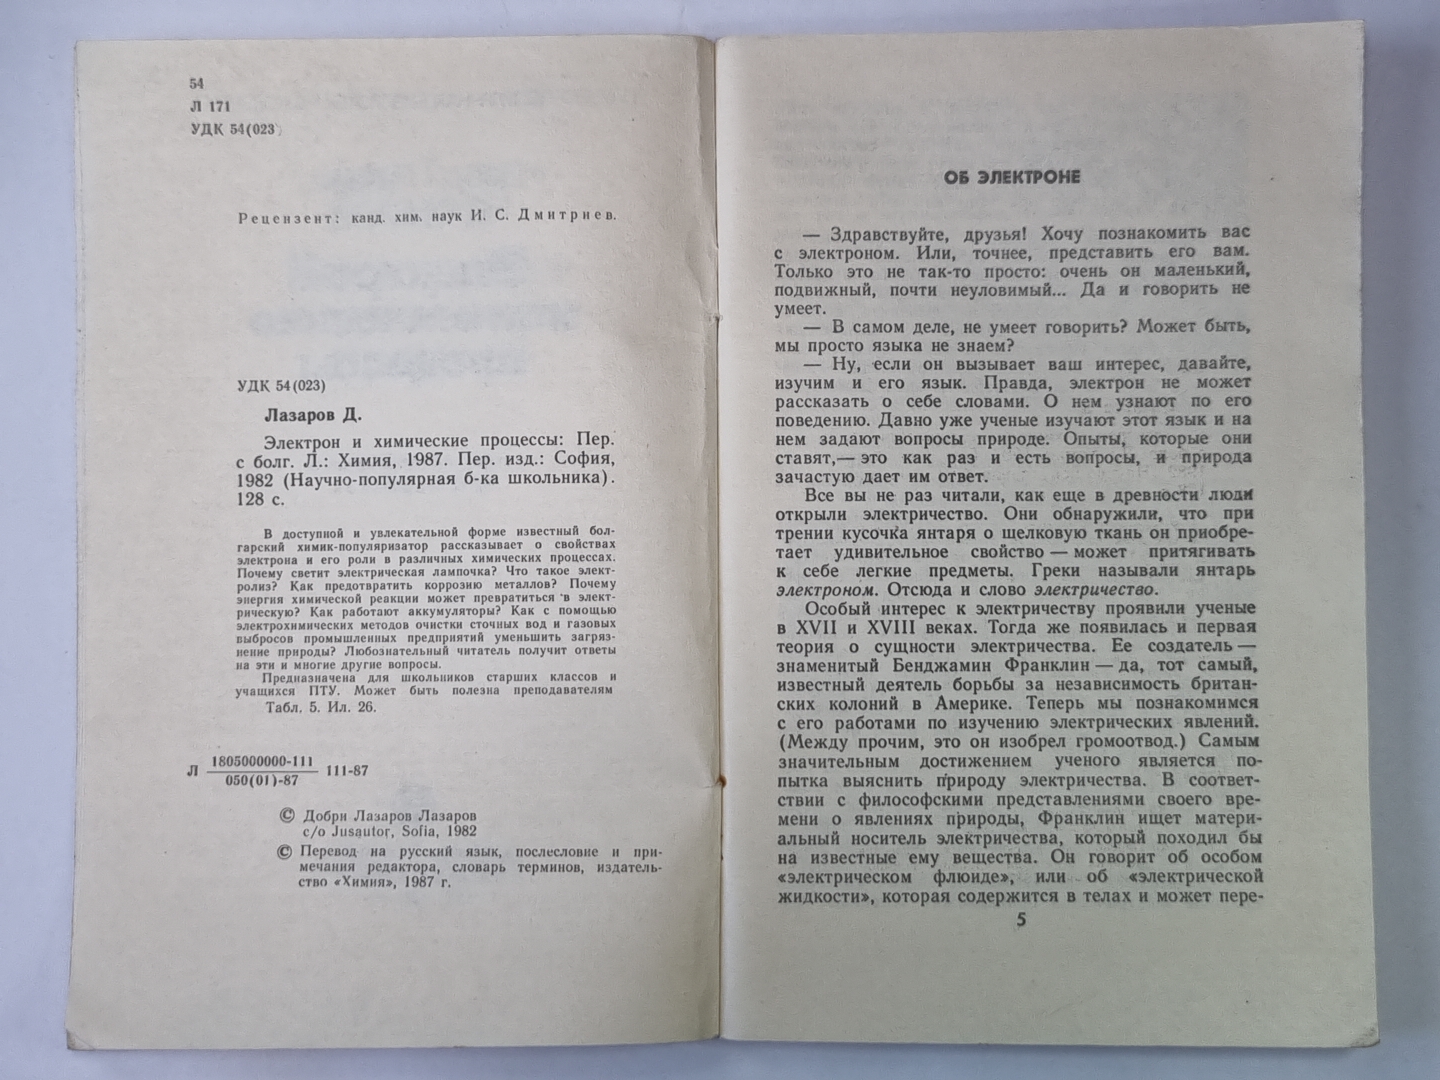 54
Л 171
УДК 54(023)
Рецензент: канд. хим. наук И. С. Дмитриев.
УДК 54(023)
Лазаров Д.
Электрон и химические процессы: Пер.
с болг. Л.: Химия, 1987. Пер. изд.: София,
1982 (Научно-популярная б-ка школьника).
128 с.
В доступной и увлекательной форме известный бол-
гарский химик-популяризатор рассказывает о свойствах
электрона и его роли в различных химических процессах.
Почему светит электрическая лампочка? Что такое элект-
ролиз? Как предотвратить коррозию металлов? Почему
энергия химической реакции может превратиться в элект-
рическую? Как работают аккумуляторы? Как с помощью
электрохимических методов очистки сточных вод и газовых
выбросов промышленных предприятий уменьшить загряз-
нение природы? Любознательный читатель получит ответы
на эти и многие другие вопросы.
Предназначена для школьников старших классов и
учащихся ПТУ. Может быть полезна преподавателям
Табл. 5. Ил. 26.
Л 1805000000-111
050(01)-87 111-87
© Добри Лазаров Лазаров
c/o Jusautor, Sofia, 1982
© Перевод на русский язык, послесловие и при-
мечания редактора, словарь терминов, издатель-
ство «Химия», 1987 г.
ОБ ЭЛЕКТРОНЕ
— Здравствуйте, друзья! Хочу познакомить вас
с электроном. Или, точнее, представить его вам.
Только это не так-то просто: очень он маленький,
подвижный, почти неуловимый... Да и говорить не
умеет.
— В самом деле, не умеет говорить? Может быть,
мы просто языка не знаем?
— Ну, если он вызывает ваш интерес, давайте,
изучим и его язык. Правда, электрон не может
рассказать о себе словами. О нем узнают по его
поведению. Давно уже ученые изучают этот язык и на
нем задают вопросы природе. Опыты, которые они
ставят,— это как раз и есть вопросы, и природа
зачастую дает им ответ.
Все вы не раз читали, как еще в древности люди
открыли электричество. Они обнаружили, что при
трении кусочка янтаря о шелковую ткань он приобре-
тает удивительное свойство — может притягивать
к себе легкие предметы. Греки называли янтарь
электроном. Отсюда и слово электричество.
Особый интерес к электричеству проявили ученые
в XVII и XVIII веках. Тогда же появилась и первая
теория о сущности электричества. Ее создатель —
знаменитый Бенджамин Франклин — да, тот самый,
известный деятель борьбы за независимость британ-
ских колоний в Америке. Теперь мы познакомимся
с его работами по изучению электрических явлений.
(Между прочим, это он изобрел громоотвод.) Самым
значительным достижением ученого является по-
пытка выяснить природу электричества. В соответ-
ствии с философскими представлениями своего вре-
мени о явлениях природы, Франклин ищет матери-
альный носитель электричества, который походил бы
на известные ему вещества. Он говорит об особом
«электрическом флюиде», или об «электрической
жидкости», которая содержится в телах и может пере-
5